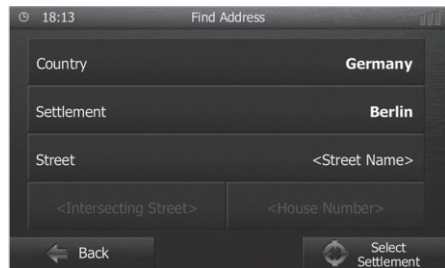 18:13 Find Address
Country Germany
Settlement Berlin
Street <Street Name>
<Intersecting Street> <House Number>
Back Select
Settlement